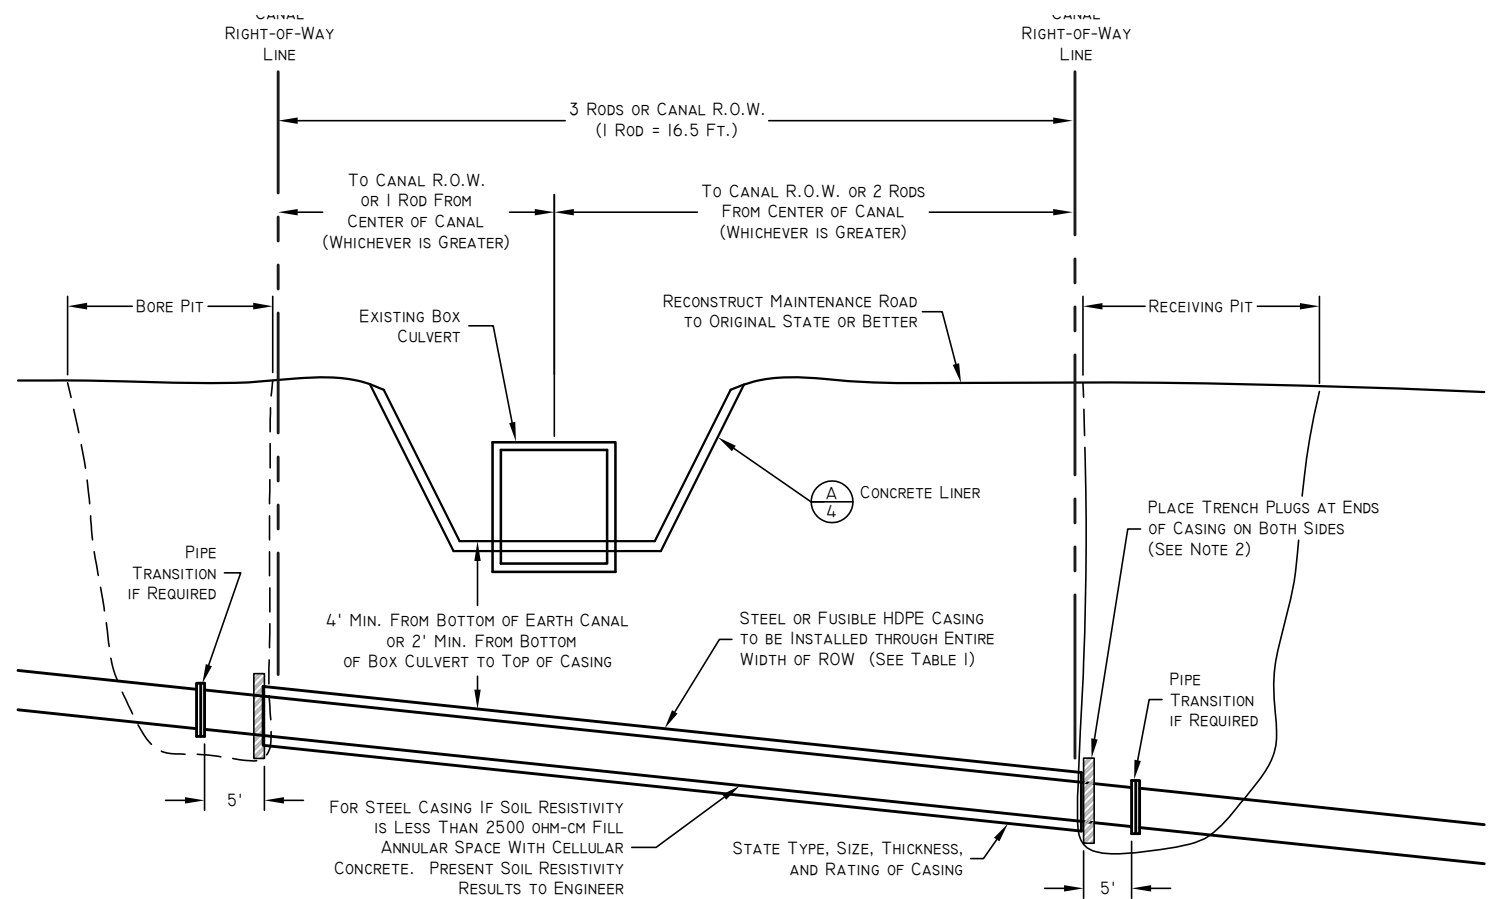 CANAL
RIGHT-OF-WAY
LINE
CANAL
RIGHT-OF-WAY
LINE
3 RODS OR CANAL R.O.W.
(1 ROD = 16.5 FT.)
TO CANAL R.O.W.
OR 1 ROD FROM
CENTER OF CANAL
(WHICHEVER IS GREATER)
TO CANAL R.O.W. OR 2 RODS
FROM CENTER OF CANAL
(WHICHEVER IS GREATER)
BORE PIT
EXISTING BOX
CULVERT
RECONSTRUCT MAINTENANCE ROAD
TO ORIGINAL STATE OR BETTER
RECEIVING PIT
A
4
CONCRETE LINER
PLACE TRENCH PLUGS AT ENDS
OF CASING ON BOTH SIDES
(SEE NOTE 2)
PIPE
TRANSITION
IF REQUIRED
4' MIN. FROM BOTTOM OF EARTH CANAL
OR 2' MIN. FROM BOTTOM
OF BOX CULVERT TO TOP OF CASING
STEEL OR FUSIBLE HDPE CASING
TO BE INSTALLED THROUGH ENTIRE
WIDTH OF ROW (SEE TABLE 1)
PIPE
TRANSITION
IF REQUIRED
5'
FOR STEEL CASING IF SOIL RESISTIVITY
IS LESS THAN 2500 OHM-CM FILL
ANNULAR SPACE WITH CELLULAR
CONCRETE. PRESENT SOIL RESISTIVITY
RESULTS TO ENGINEER
STATE TYPE, SIZE, THICKNESS,
AND RATING OF CASING
5'